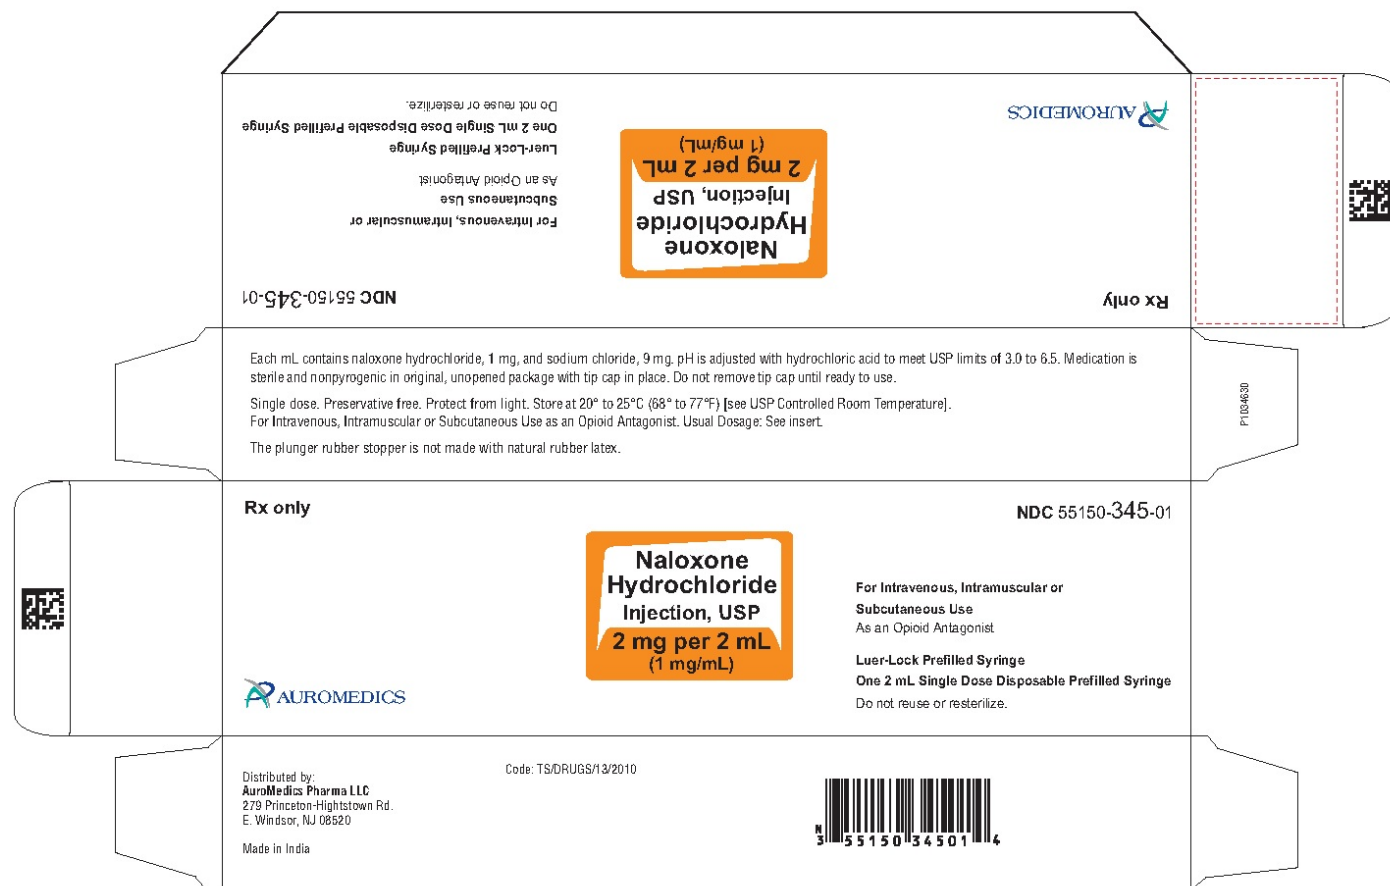 Do not reuse or resterilize.
One 2 mL Single Dose Disposable Prefilled Syringe
Luer-Lock Prefilled Syringe
As an Opioid Antagonist
Subcutaneous Use
For Intravenous, Intramuscular or
NDC 55150-345-01
(1 mg/mL)
2 mg per 2 mL
Injection, USP
Hydrochloride
Naloxone
AUROMEDICS
Rx only
Each mL contains naloxone hydrochloride, 1 mg, and sodium chloride, 9 mg. pH is adjusted with hydrochloric acid to meet USP limits of 3.0 to 6.5. Medication is
sterile and nonpyrogenic in original, unopened package with tip cap in place. Do not remove tip cap until ready to use.
Single dose. Preservative free. Protect from light. Store at 20° to 25°C (68° to 77°F) [see USP Controlled Room Temperature].
For Intravenous, Intramuscular or Subcutaneous Use as an Opioid Antagonist. Usual Dosage: See insert.
The plunger rubber stopper is not made with natural rubber latex.
P1034630
Rx only
NDC 55150-345-01
Naloxone
Hydrochloride
Injection, USP
2 mg per 2 mL
(1 mg/mL)
For Intravenous, Intramuscular or
Subcutaneous Use
As an Opioid Antagonist
Luer-Lock Prefilled Syringe
One 2 mL Single Dose Disposable Prefilled Syringe
Do not reuse or resterilize.
AUROMEDICS
Distributed by:
AuroMedics Pharma LLC
279 Princeton-Hightstown Rd.
E. Windsor, NJ 08520
Made in India
Code: TS/DRUGS/13/2010
N
3 55150 34501 4